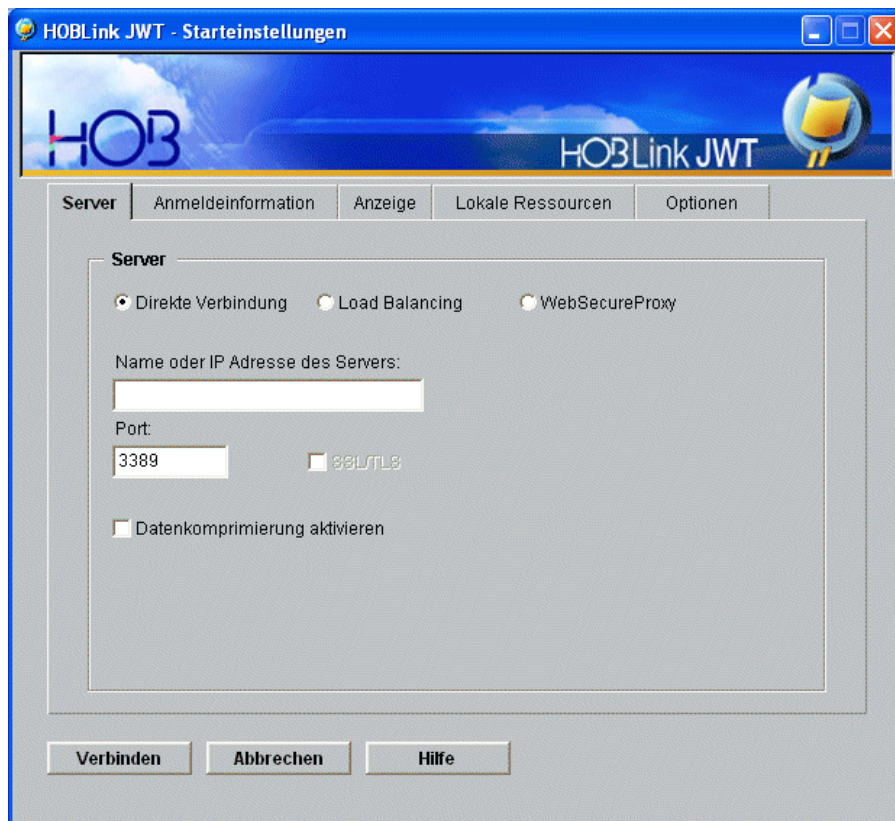 HOBLink JWT - Starteinstellungen
HOB
HOBLink JWT
Server Anmeldeinformation Anzeige Lokale Ressourcen Optionen
Server
Direkte Verbindung Load Balancing WebSecureProxy
Name oder IP Adresse des Servers:
Port:
3389 SSL/TLS
Datenkomprimierung aktivieren
Verbinden Abbrechen Hilfe